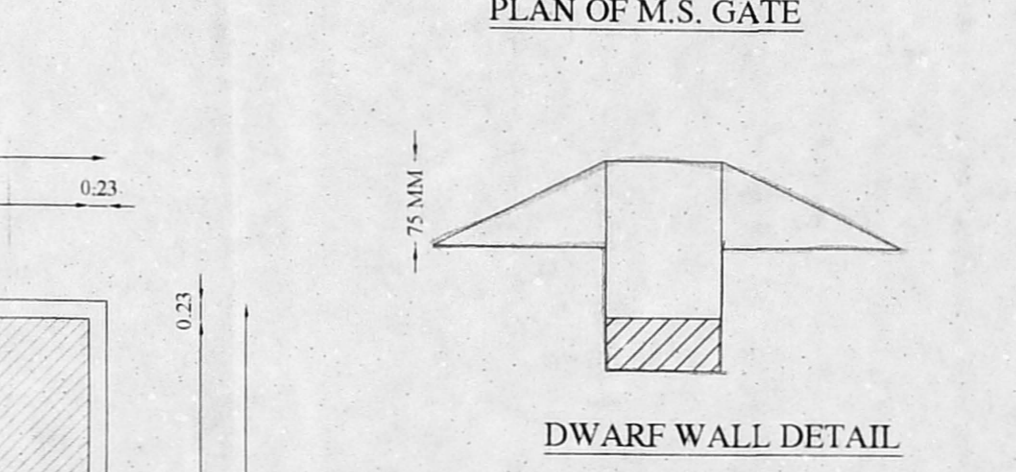 PLAN OF M.S. GATE
0.23
75 MM
0.23
DWARF WALL DETAIL